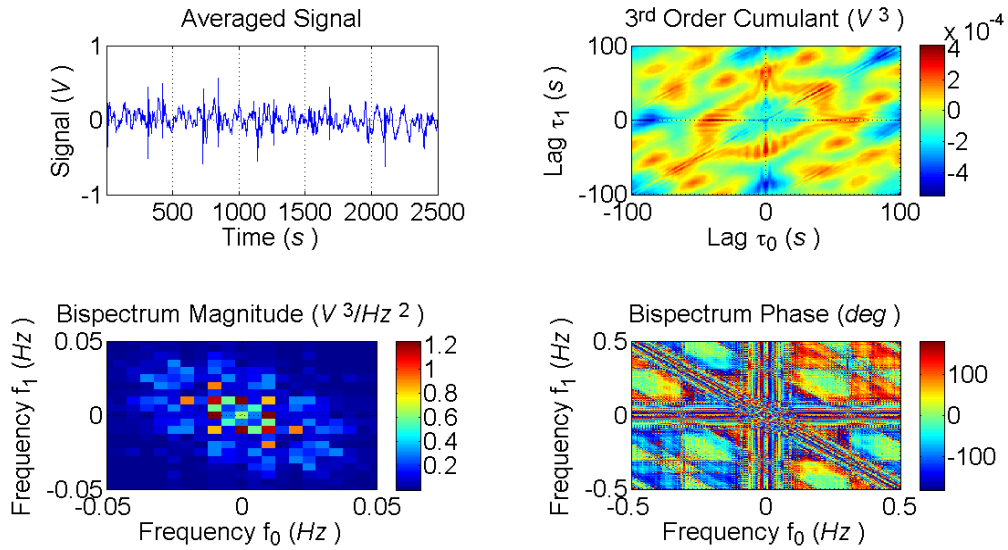 Averaged Signal
Signal (V)
1
0
-1
500 1000 1500 2000 2500
Time (s)
3rd Order Cumulant (V 3)
Lag τ1 (s)
100
0
-100
-100 0 100
Lag τ0 (s)
x 10-4
4
2
0
-2
-4
Bispectrum Magnitude (V 3/Hz 2)
Frequency f1 (Hz)
0.05
0
-0.05
-0.05 0 0.05
Frequency f0 (Hz)
1.2
1
0.8
0.6
0.4
0.2
Bispectrum Phase (deg)
Frequency f1 (Hz)
0.5
0
-0.5
-0.5 0 0.5
Frequency f0 (Hz)
100
0
-100